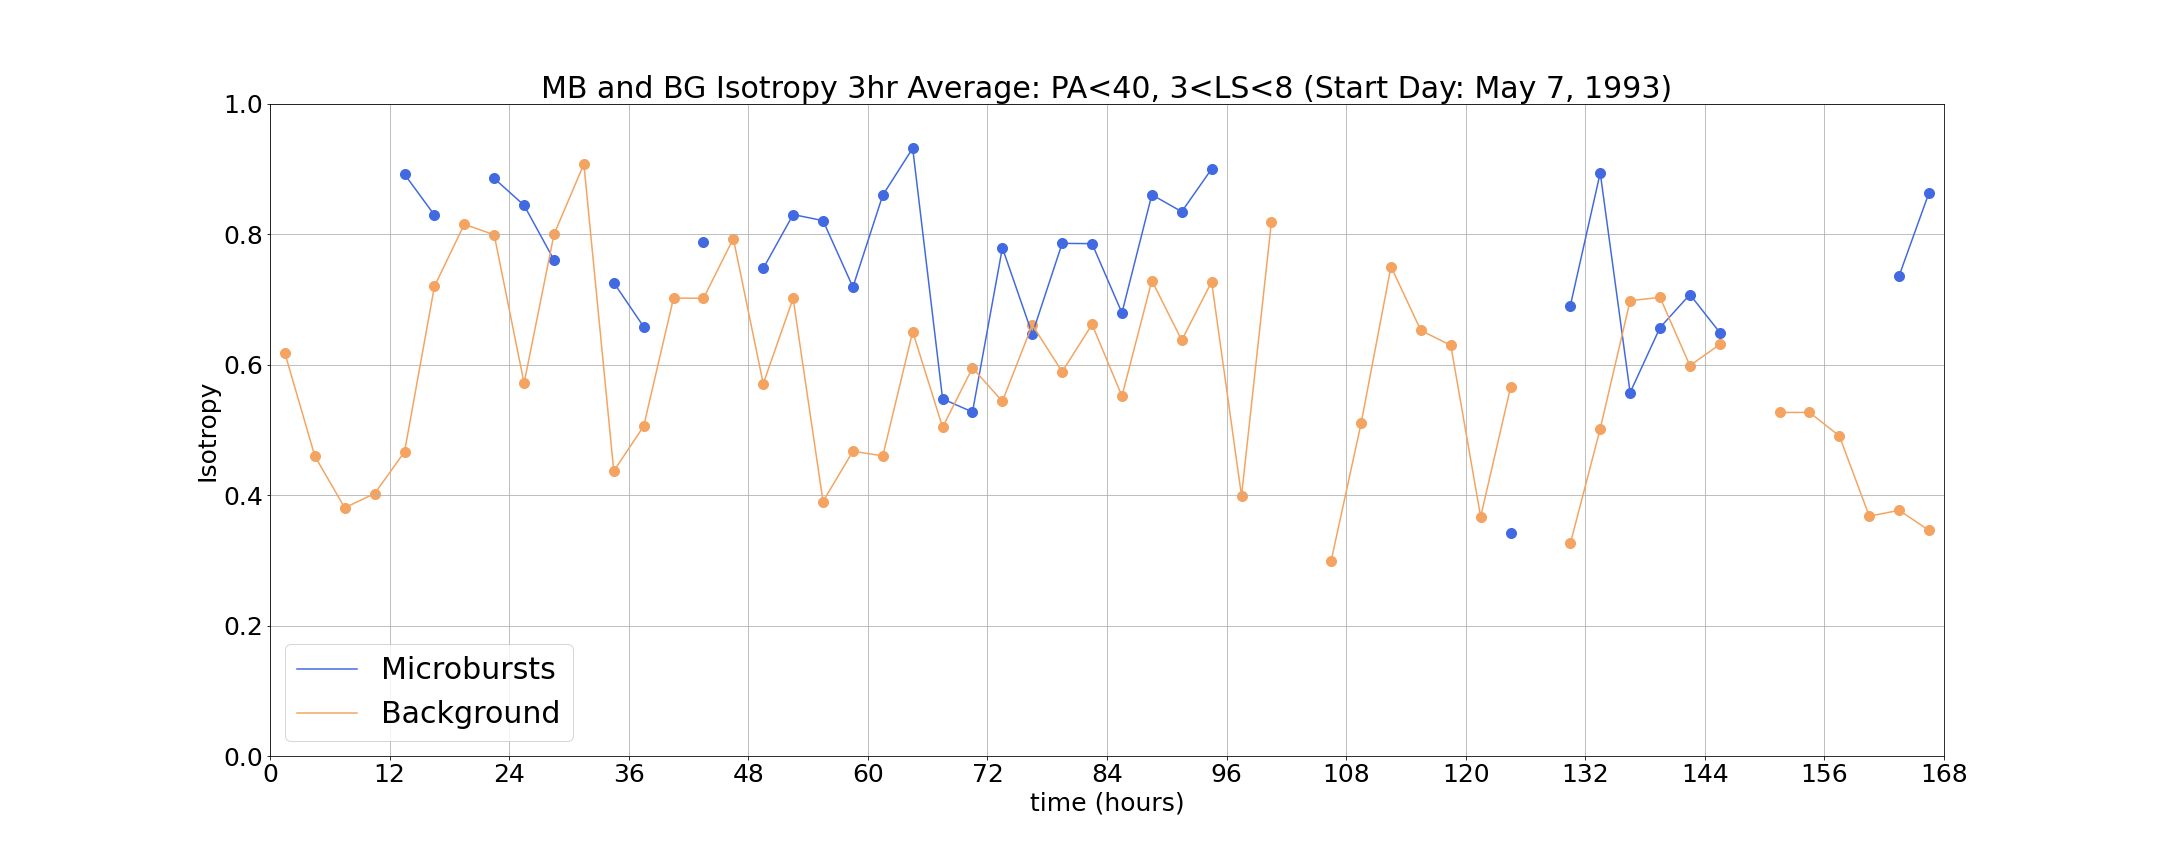 MB and BG Isotropy 3hr Average: PA<40, 3<LS<8 (Start Day: May 7, 1993)
1.0
0.8
0.6
0.4
0.2
0.0
Isotropy
Microbursts
Background
0 12 24 36 48 60 72 84 96 108 120 132 144 156 168
time (hours)